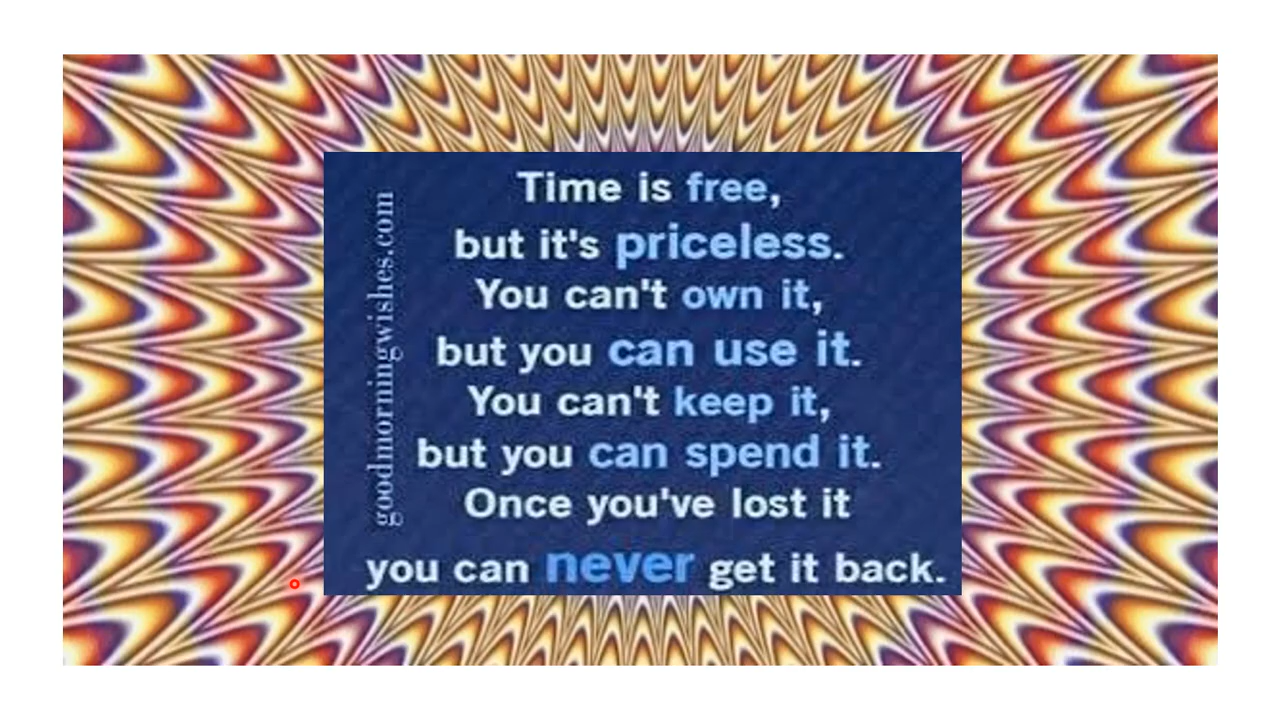 Time is free,
but it's priceless.
You can't own it,
but you can use it.
You can't keep it,
but you can spend it.
Once you've lost it
you can never get it back.
goodmorningwishes.com